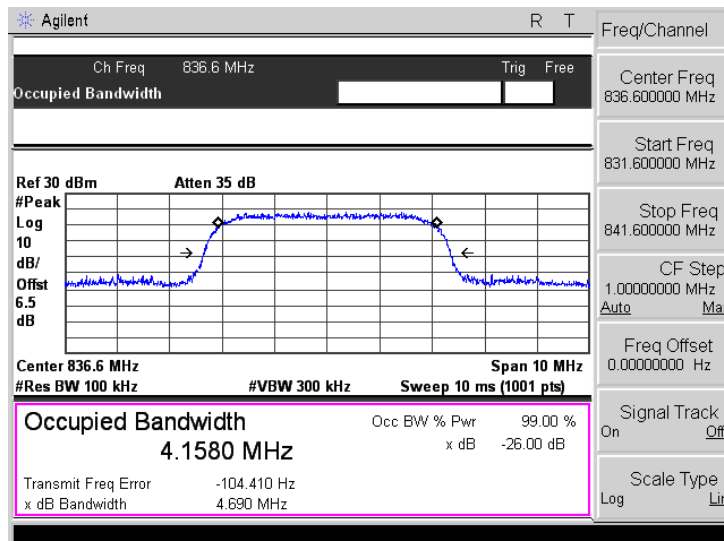 Agilent R T
Ch Freq 836.6 MHz Trig Free
Occupied Bandwidth
Ref 30 dBm Atten 35 dB
#Peak
Log
10
dB/
Offst
6.5
dB
Center 836.6 MHz Span 10 MHz
#Res BW 100 kHz #VBW 300 kHz Sweep 10 ms (1001 pts)
Occupied Bandwidth Occ BW % Pwr 99.00 %
4.1580 MHz x dB -26.00 dB
Transmit Freq Error -104.410 Hz
x dB Bandwidth 4.690 MHz
Freq/Channel
Center Freq
836.600000 MHz
Start Freq
831.600000 MHz
Stop Freq
841.600000 MHz
CF Step
1.00000000 MHz
Auto Ma
Freq Offset
0.00000000 Hz
Signal Track
On Off
Scale Type
Log Lin